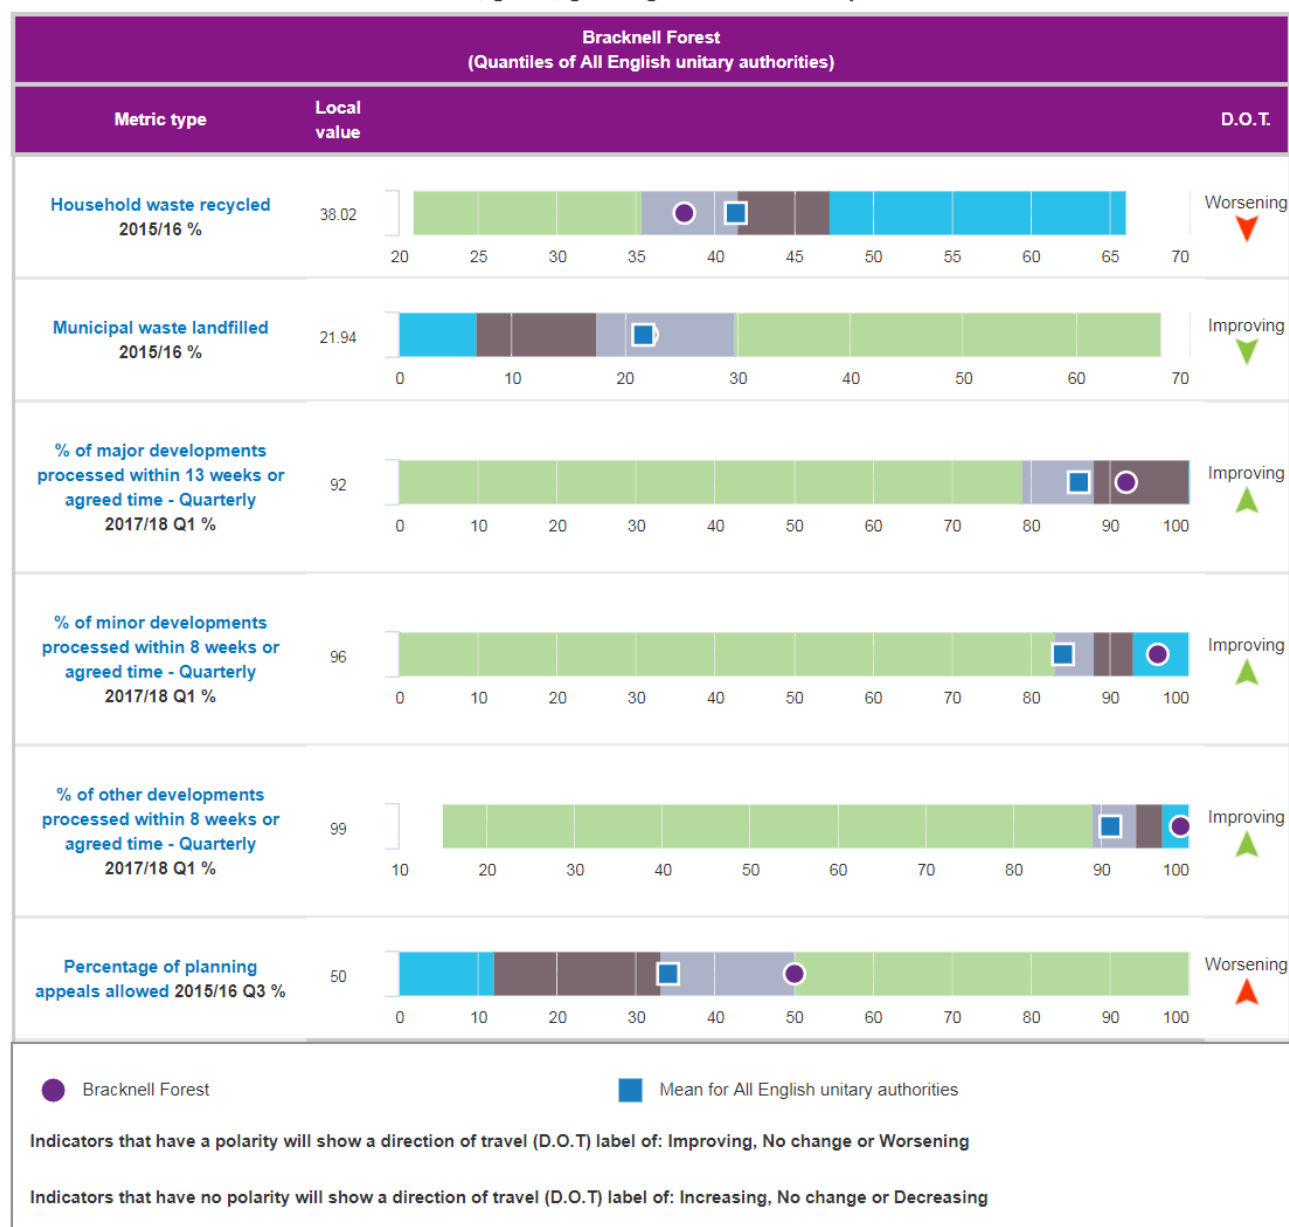 Bracknell Forest
(Quantiles of All English unitary authorities)
Metric type
Local
value
D.O.T.
Household waste recycled
2015/16 %
38.02
Worsening
20 25 30 35 40 45 50 55 60 65 70
Municipal waste landfilled
2015/16 %
21.94
Improving
0 10 20 30 40 50 60 70
% of major developments
processed within 13 weeks or
agreed time - Quarterly
2017/18 Q1 %
92
Improving
0 10 20 30 40 50 60 70 80 90 100
% of minor developments
processed within 8 weeks or
agreed time - Quarterly
2017/18 Q1 %
96
Improving
0 10 20 30 40 50 60 70 80 90 100
% of other developments
processed within 8 weeks or
agreed time - Quarterly
2017/18 Q1 %
99
Improving
10 20 30 40 50 60 70 80 90 100
Percentage of planning
appeals allowed 2015/16 Q3 %
50
Worsening
0 10 20 30 40 50 60 70 80 90 100
Bracknell Forest
Mean for All English unitary authorities
Indicators that have a polarity will show a direction of travel (D.O.T) label of: Improving, No change or Worsening
Indicators that have no polarity will show a direction of travel (D.O.T) label of: Increasing, No change or Decreasing